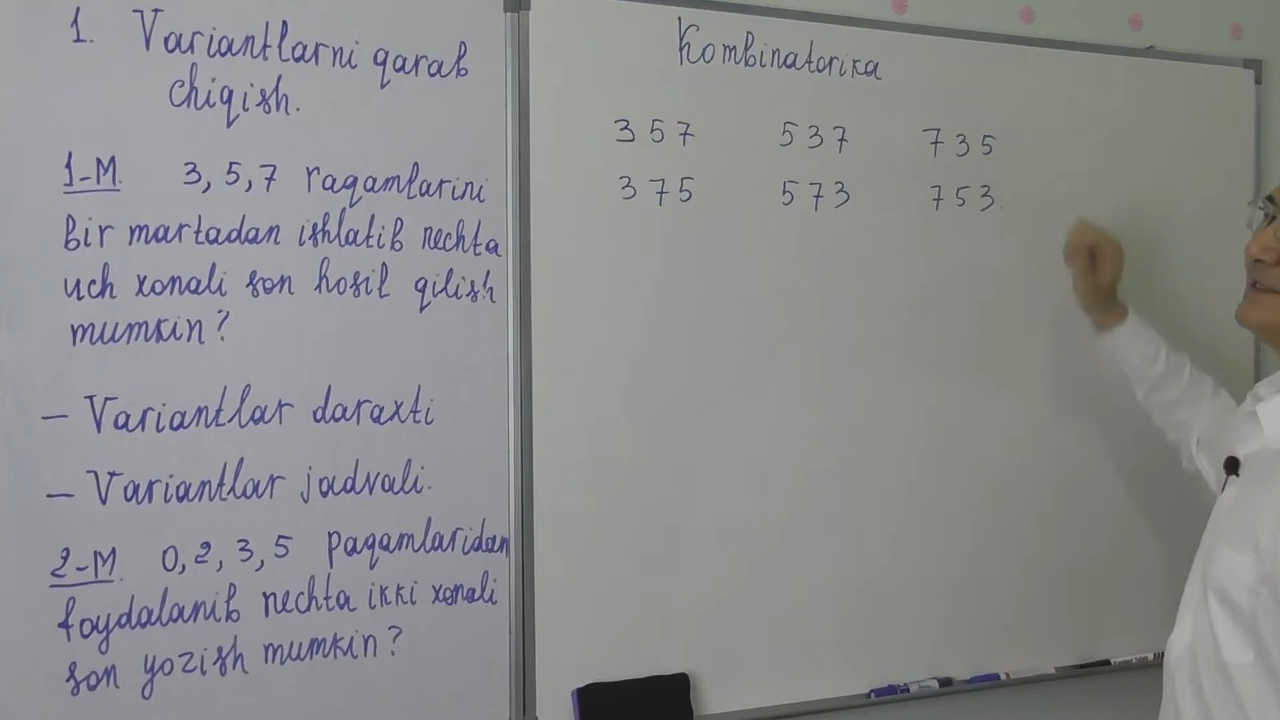 1. Variantlarni qarab
chiqish.
1-M. 3, 5, 7 raqamlarini
bir martadan ishlatib nechta
uch xonali son hosil qilish
mumkin?
- Variantlar daraxti
- Variantlar jadvali.
2-M. 0, 2, 3, 5 raqamlaridan
foydalanib nechta ikki xonali
son yozish mumkin?
Kombinatorika
357 537 735
375 573 753